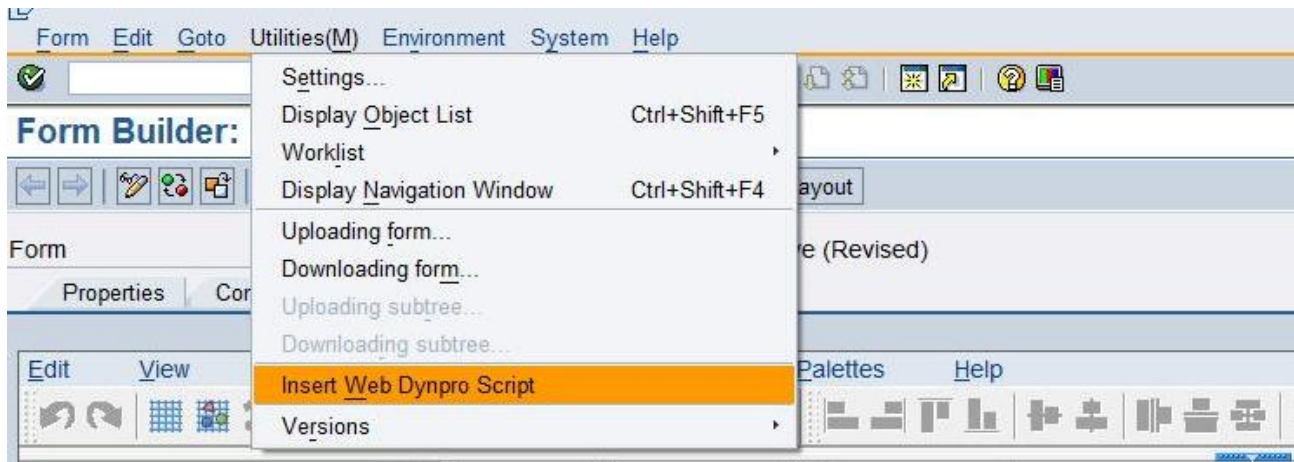 Form Edit Goto Utilities(M) Environment System Help
Settings...
Display Object List Ctrl+Shift+F5
Form Builder:
Worklist
Display Navigation Window Ctrl+Shift+F4
ayout
Uploading form...
Form
e (Revised)
Downloading form...
Properties Cor
Uploading subtree...
Downloading subtree...
Edit View Palettes Help
Insert Web Dynpro Script
Versions